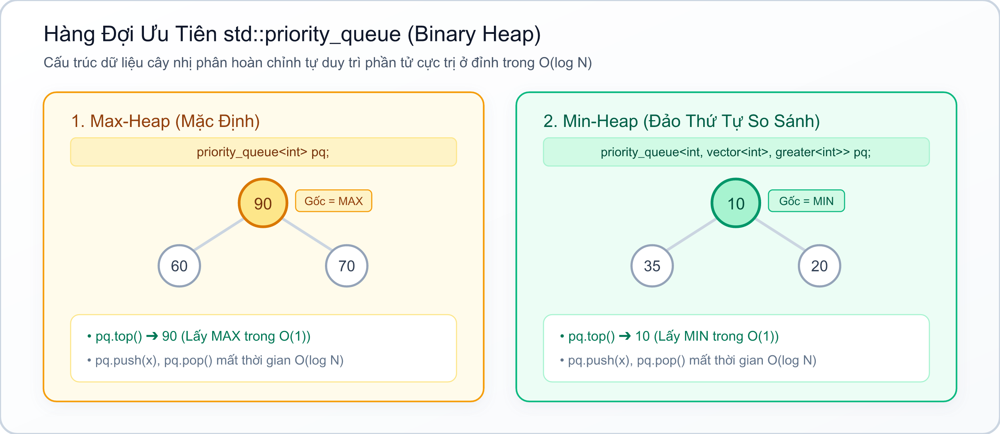 Hàng Đợi Ưu Tiên std::priority_queue (Binary Heap)
Cấu trúc dữ liệu cây nhị phân hoàn chỉnh tự duy trì phần tử cực trị ở đỉnh trong O(log N)
1. Max-Heap (Mặc Định)
priority_queue<int> pq;
90
Gốc = MAX
60
70
• pq.top() ➔ 90 (Lấy MAX trong O(1))
• pq.push(x), pq.pop() mất thời gian O(log N)
2. Min-Heap (Đảo Thứ Tự So Sánh)
priority_queue<int, vector<int>, greater<int>> pq;
10
Gốc = MIN
35
20
• pq.top() ➔ 10 (Lấy MIN trong O(1))
• pq.push(x), pq.pop() mất thời gian O(log N)